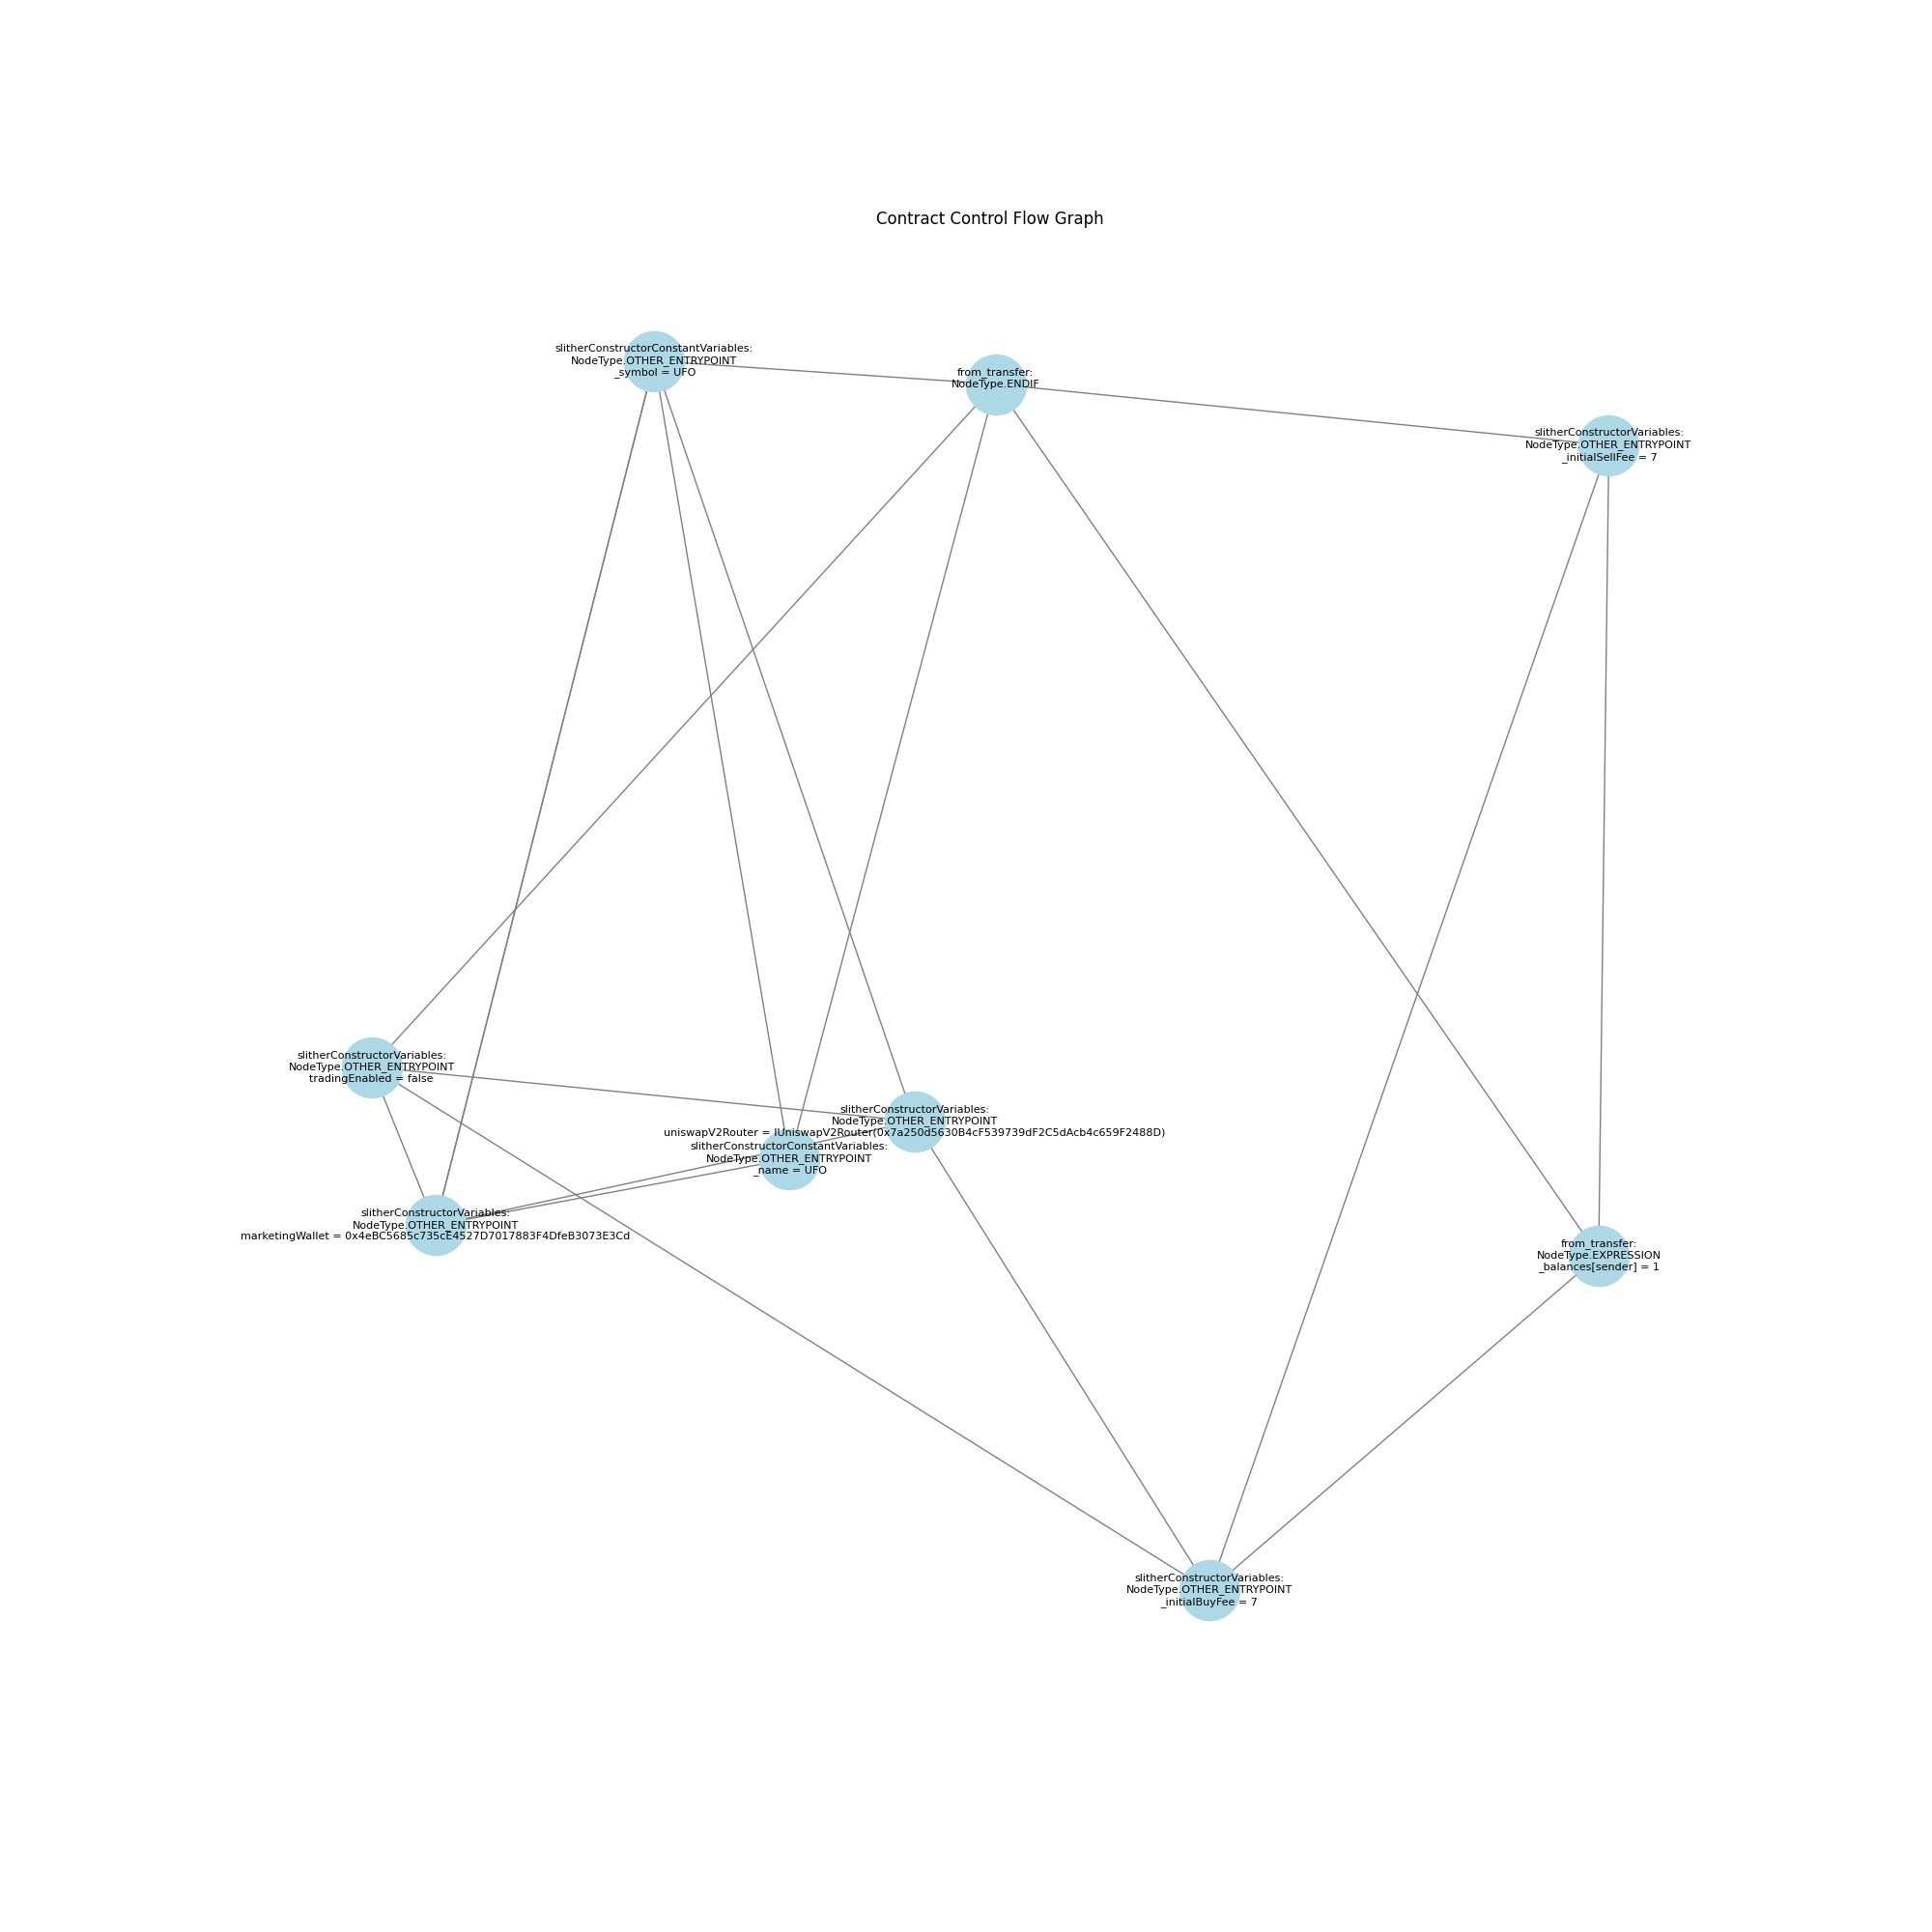 Contract Control Flow Graph
slitherConstructorConstantVariables:
NodeType.OTHER_ENTRYPOINT
_symbol = UFO
from_transfer:
NodeType.ENDIF
slitherConstructorVariables:
NodeType.OTHER_ENTRYPOINT
_initialSellFee = 7
slitherConstructorVariables:
NodeType.OTHER_ENTRYPOINT
tradingEnabled = false
slitherConstructorVariables:
NodeType.OTHER_ENTRYPOINT
uniswapV2Router = IUniswapV2Router(0x7a250d5630B4cF539739dF2C5dAcb4c659F2488D)
slitherConstructorConstantVariables:
NodeType.OTHER_ENTRYPOINT
_name = UFO
slitherConstructorVariables:
NodeType.OTHER_ENTRYPOINT
marketingWallet = 0x4eBC5685c735cE4527D7017883F4DfeB3073E3Cd
from_transfer:
NodeType.EXPRESSION
_balances[sender] = 1
slitherConstructorVariables:
NodeType.OTHER_ENTRYPOINT
_initialBuyFee = 7